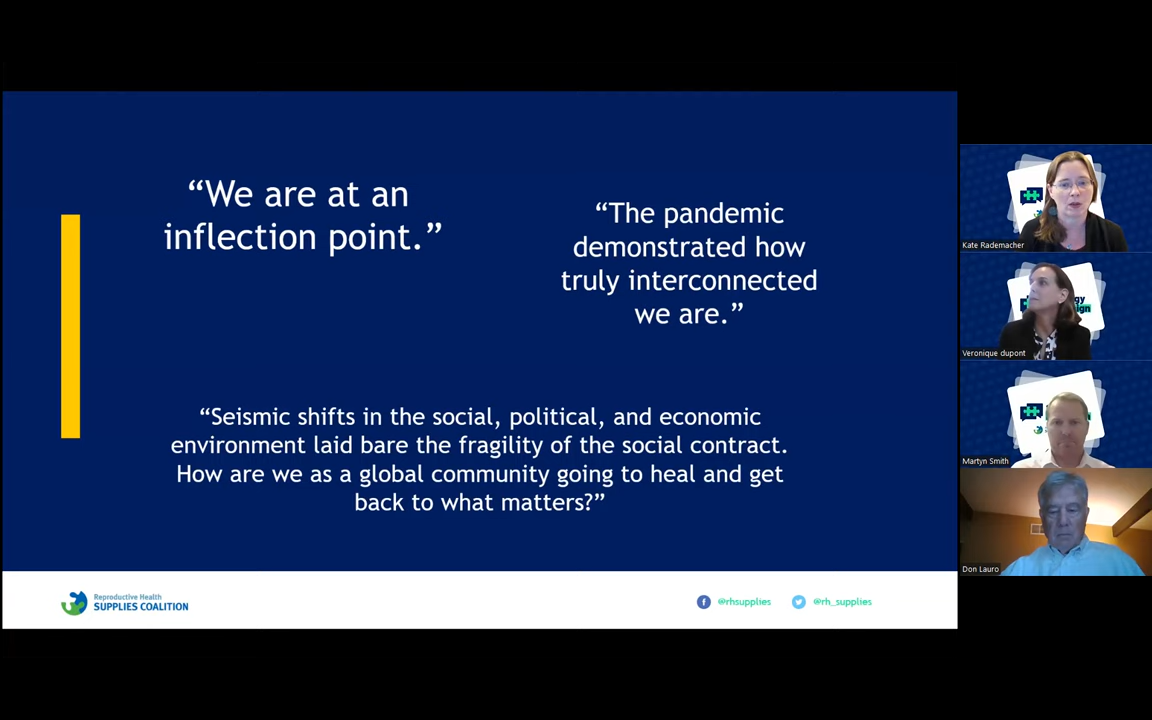 “We are at an
inflection point.”
“The pandemic
demonstrated how
truly interconnected
we are.”
“Seismic shifts in the social, political, and economic
environment laid bare the fragility of the social contract.
How are we as a global community going to heal and get
back to what matters?”
Reproductive Health
SUPPLIES COALITION
@rhsupplies
@rh_supplies
Kate Rademacher
Veronique dupont
Martyn Smith
Don Lauro